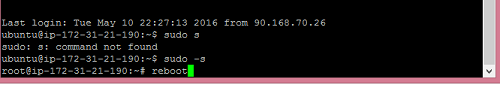 Last login: Tue May 10 22:27:13 2016 from 90.168.70.26
ubuntu@ip-172-31-21-190:~$ sudo s
sudo: s: command not found
ubuntu@ip-172-31-21-190:~$ sudo -s
root@ip-172-31-21-190:~# reboot